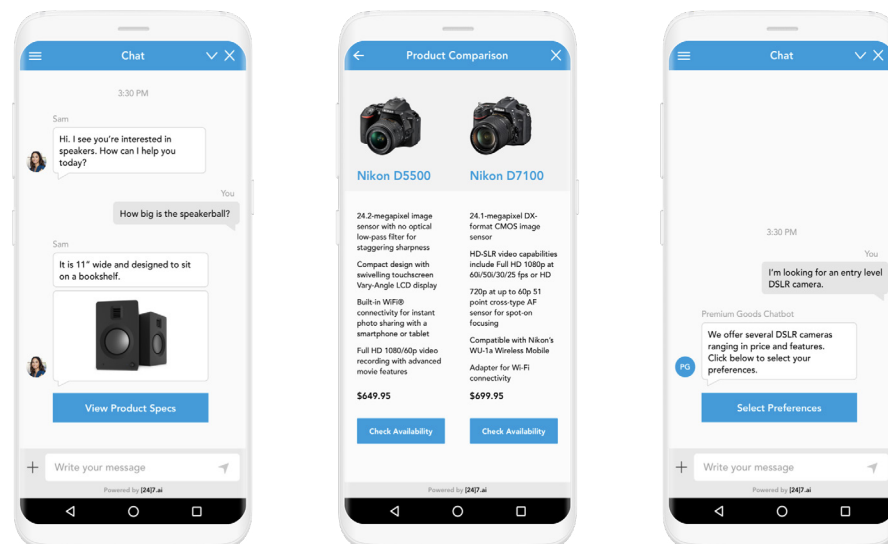 Chat
3:30 PM
Sam
Hi. I see you're interested in
speakers. How can I help you
today?
You
How big is the speakerball?
Sam
It is 11" wide and designed to sit
on a bookshelf.
View Product Specs
Write your message
Powered by [24]7.ai
Product Comparison
Nikon D5500
24.2-megapixel image
sensor with no optical
low-pass filter for
staggering sharpness
Compact design with
swivelling touchscreen
Vary-Angle LCD display
Built-in WiFi®
connectivity for instant
photo sharing with a
smartphone or tablet
Full HD 1080/60p video
recording with advanced
movie features
$649.95
Check Availability
Nikon D7100
24.1-megapixel DX-
format CMOS image
sensor
HD-SLR video capabilities
include Full HD 1080p at
60i/50i/30/25 fps or HD
720p at up to 60p 51
point cross-type AF
sensor for spot-on
focusing
Compatible with Nikon's
WU-1a Wireless Mobile
Adapter for Wi-Fi
connectivity
$699.95
Check Availability
Powered by [24]7.ai
Chat
3:30 PM
You
I'm looking for an entry level
DSLR camera.
Premium Goods Chatbot
We offer several DSLR cameras
ranging in price and features.
Click below to select your
preferences.
PG
Select Preferences
Write your message
Powered by [24]7.ai